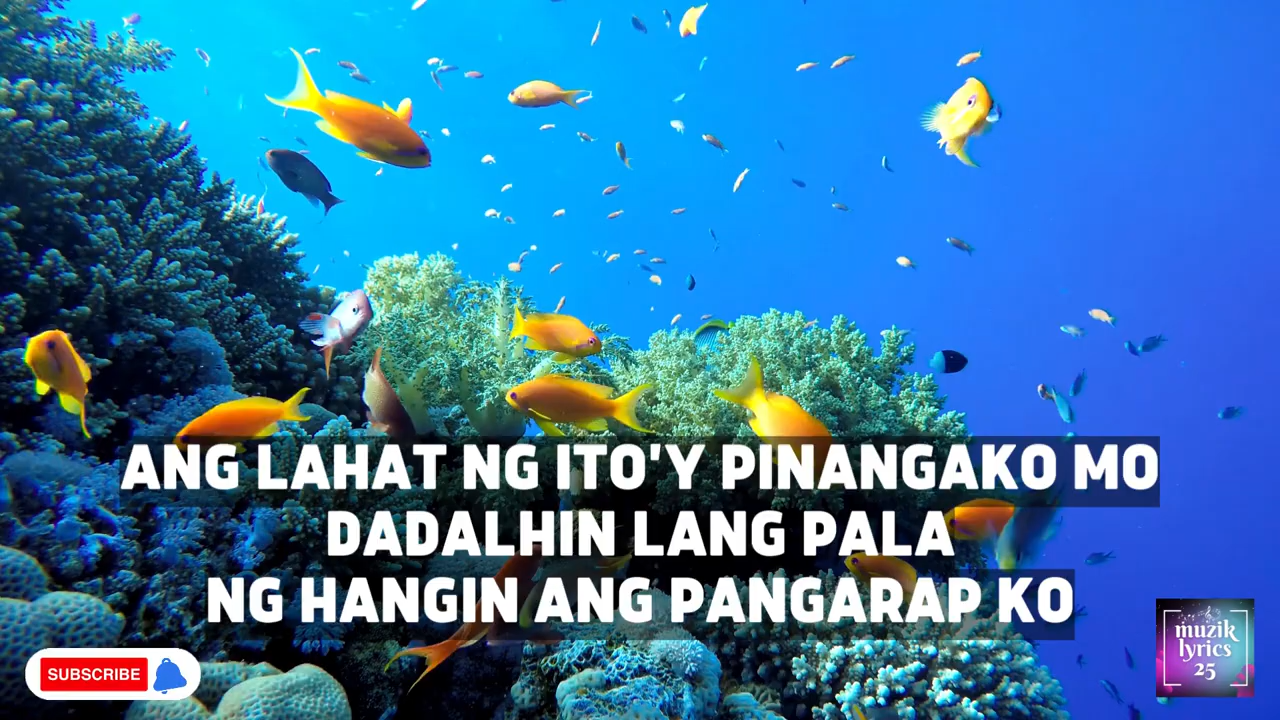 ANG LAHAT NG ITO'Y PINANGAKO MO
DADALHIN LANG PALA
NG HANGIN ANG PANGARAP KO
SUBSCRIBE
muzik
lyrics
25